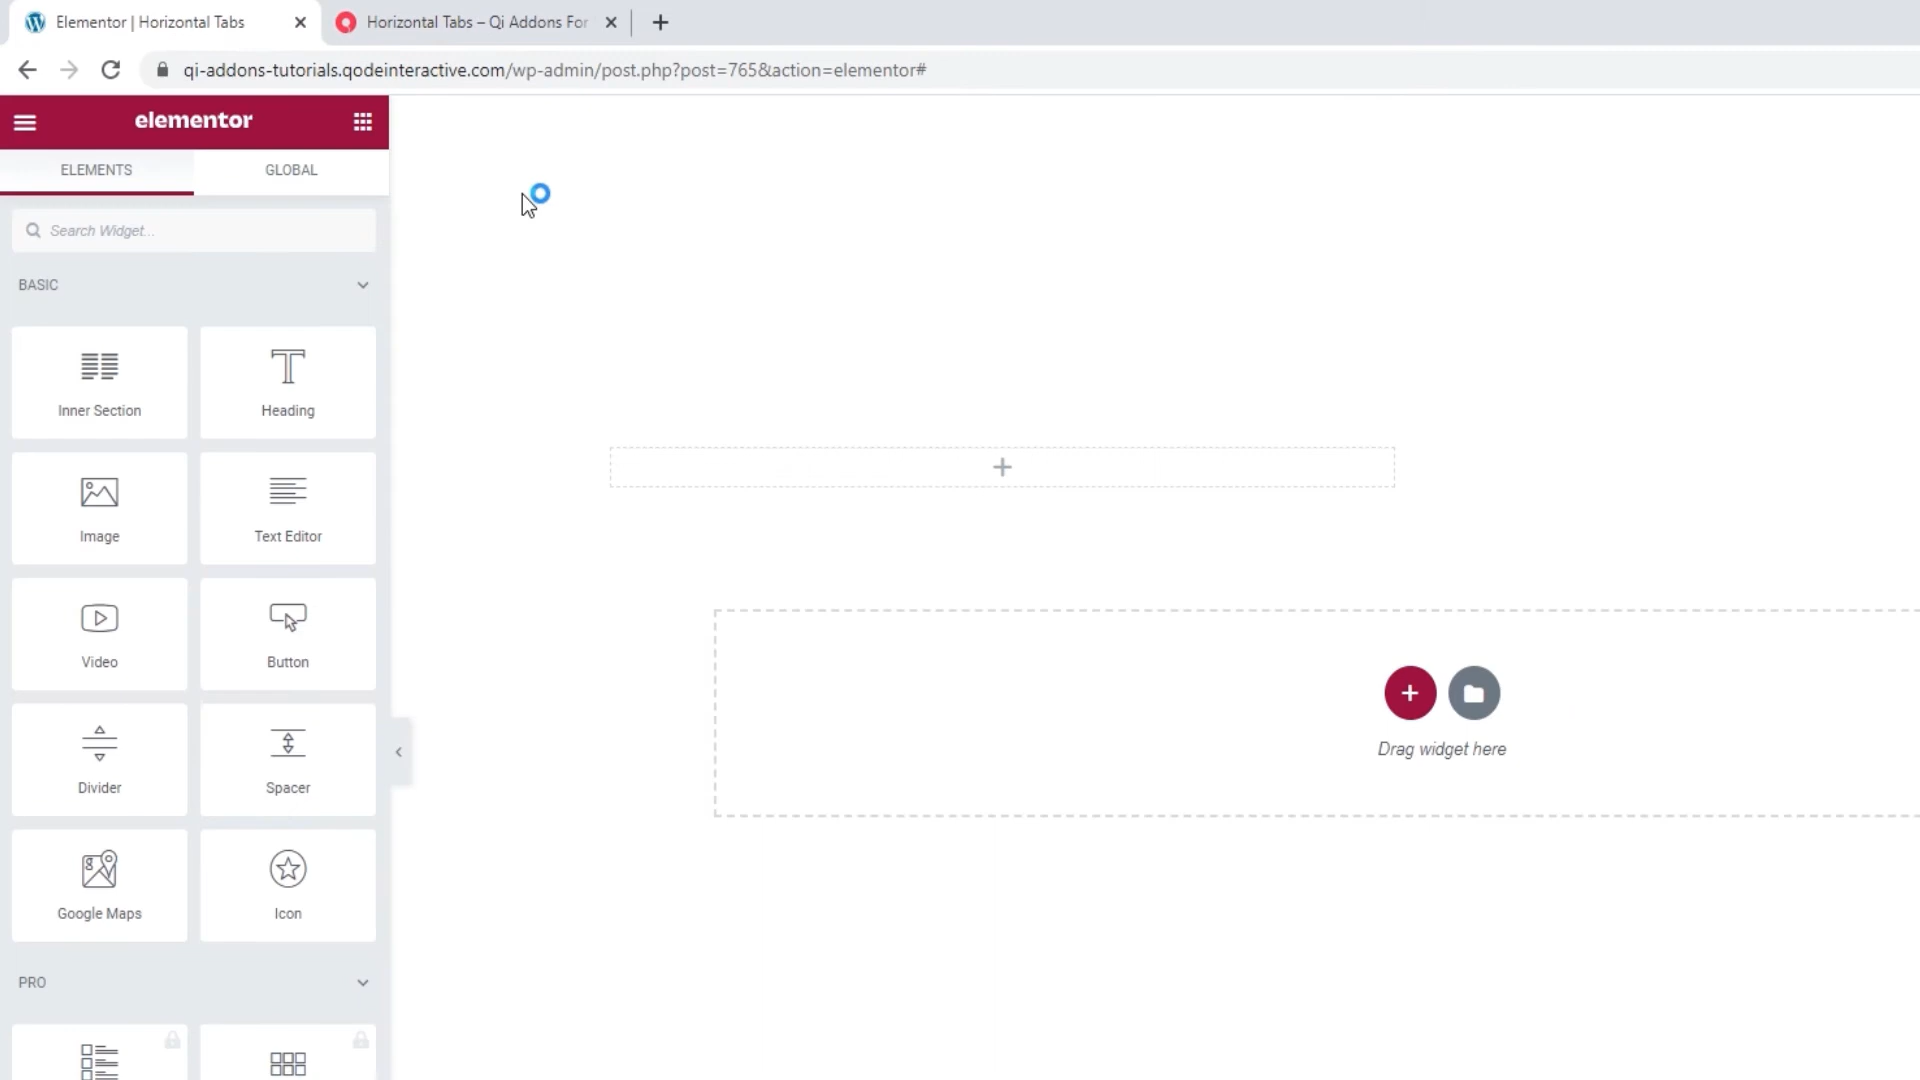 Elementor | Horizontal Tabs
Horizontal Tabs – Qi Addons For
qi-addons-tutorials.qodeinteractive.com/wp-admin/post.php?post=765&action=elementor#
elementor
ELEMENTS
GLOBAL
Search Widget...
BASIC
Inner Section
Heading
Image
Text Editor
Video
Button
Divider
Spacer
Google Maps
Icon
PRO
Drag widget here